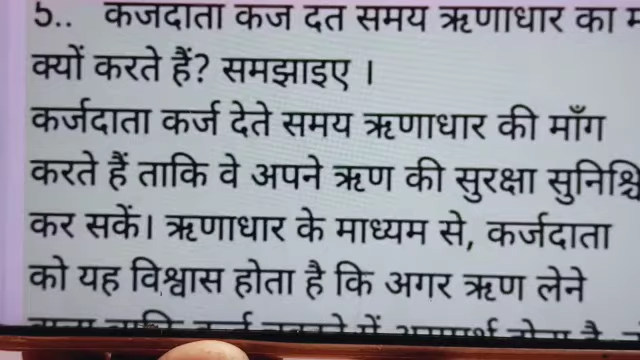 5.. कर्जदाता कर्ज देते समय ऋणाधार का
क्यों करते हैं? समझाइए ।
कर्जदाता कर्ज देते समय ऋणाधार की माँग
करते हैं ताकि वे अपने ऋण की सुरक्षा सुनिश्चि
कर सकें। ऋणाधार के माध्यम से, कर्जदाता
को यह विश्वास होता है कि अगर ऋण लेने